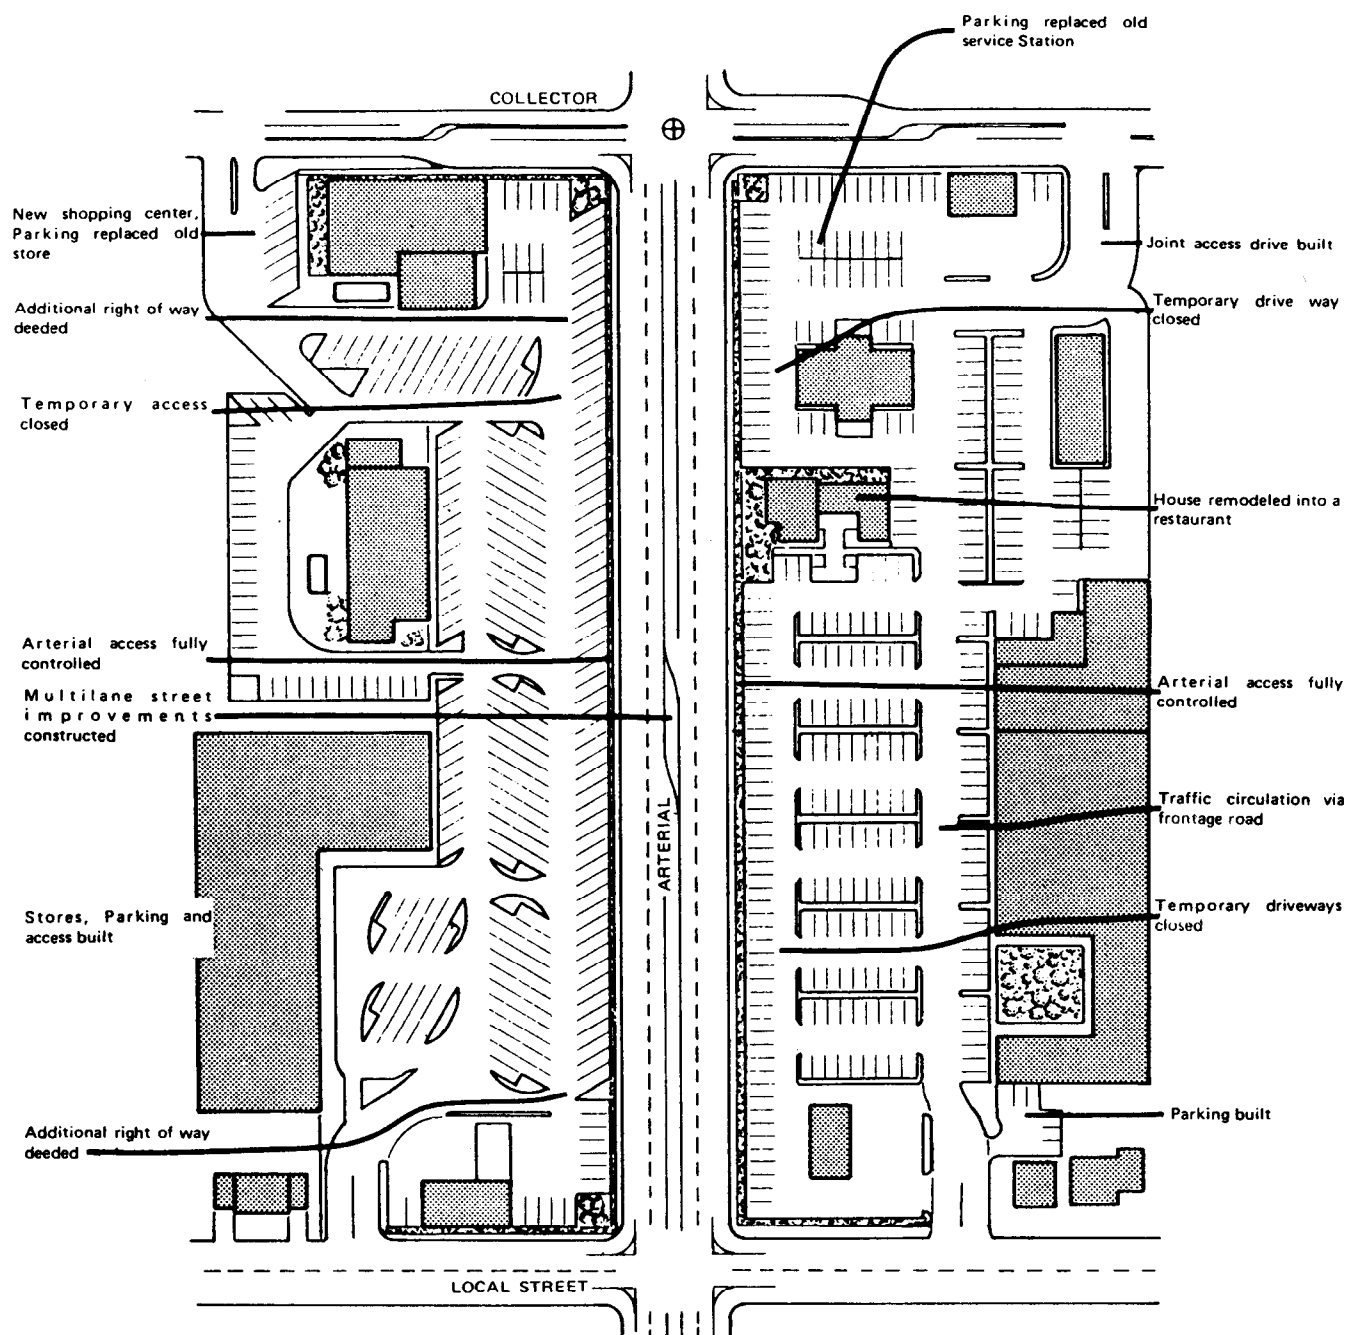 Parking replaced old
service Station
COLLECTOR
New shopping center,
Parking replaced old
store
Additional right of way
deeded
Temporary access
closed
Arterial access fully
controlled
Multilane street
improvements
constructed
Stores, Parking and
access built
Additional right of way
deeded
ARTERIAL
Joint access drive built
Temporary drive way
closed
House remodeled into a
restaurant
Arterial access fully
controlled
Traffic circulation via
frontage road
Temporary driveways
closed
Parking built
LOCAL STREET